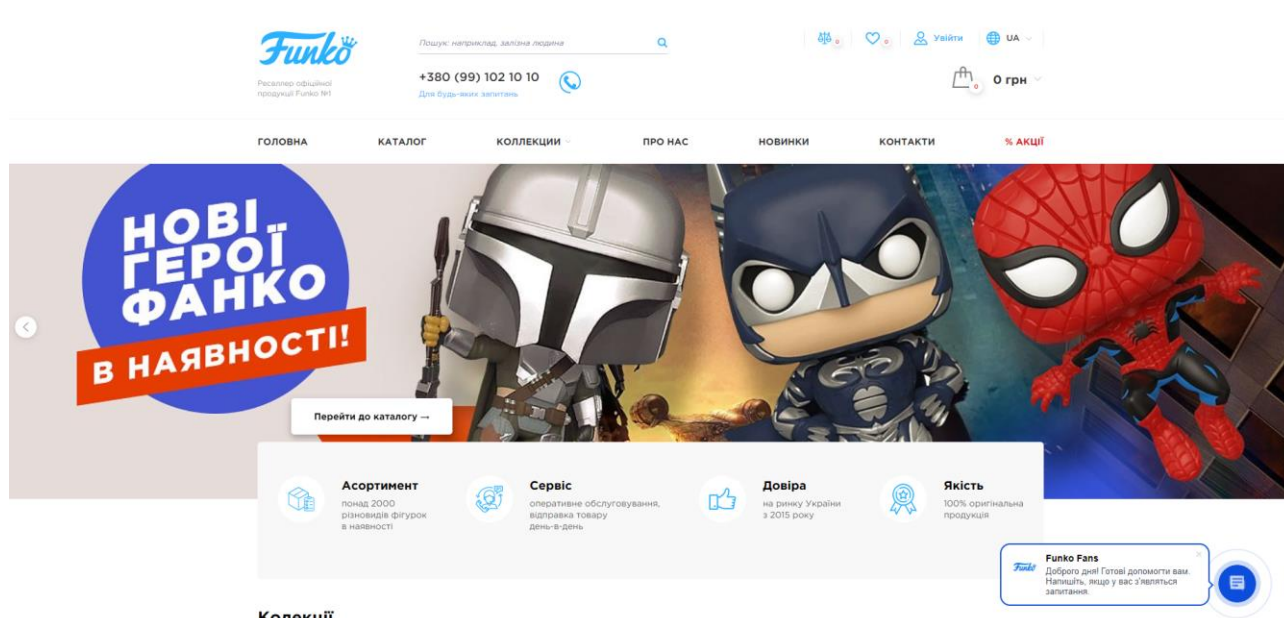 Funko
Пошук: наприклад, залізна людина
0
0
Увійти
UA
Реселлер офіційної
продукції Funko №1
+380 (99) 102 10 10
Для будь-яких запитань
0
0 грн
ГОЛОВНА
КАТАЛОГ
КОЛЛЕКЦИИ
ПРО НАС
НОВИНКИ
КОНТАКТИ
% АКЦІЇ
НОВІ
ГЕРОЇ
ФАНКО
В НАЯВНОСТІ!
Перейти до каталогу →
Асортимент
понад 2000
різновидів фігурок
в наявності
Сервіс
оперативне обслуговування,
відправка товару
день-в-день
Довіра
на ринку України
з 2015 року
Якість
100% оригінальна
продукція
Funko
Funko Fans
Доброго дня! Готові допомогти вам.
Напишіть, якщо у вас з'являться
запитання.
Колекції